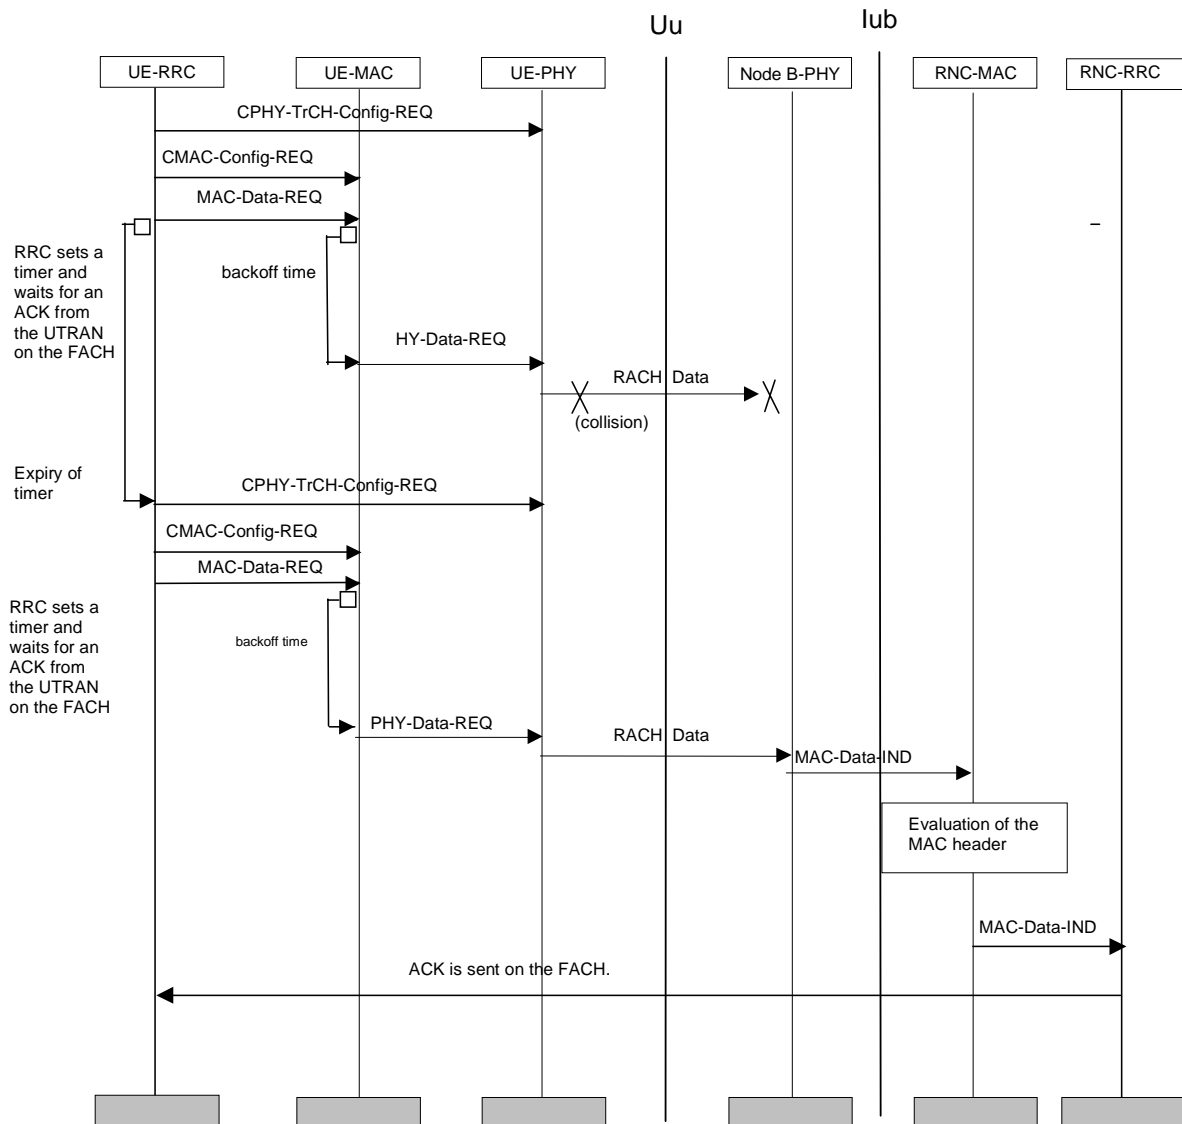 Uu
Iub
UE-RRC
UE-MAC
UE-PHY
Node B-PHY
RNC-MAC
RNC-RRC
CPHY-TrCH-Config-REQ
CMAC-Config-REQ
MAC-Data-REQ
RRC sets a
timer and
waits for an
ACK from
the UTRAN
on the FACH
backoff time
HY-Data-REQ
RACH Data
(collision)
Expiry of
timer
CPHY-TrCH-Config-REQ
CMAC-Config-REQ
MAC-Data-REQ
RRC sets a
timer and
waits for an
ACK from
the UTRAN
on the FACH
backoff time
PHY-Data-REQ
RACH Data
MAC-Data-IND
Evaluation of the
MAC header
MAC-Data-IND
ACK is sent on the FACH.